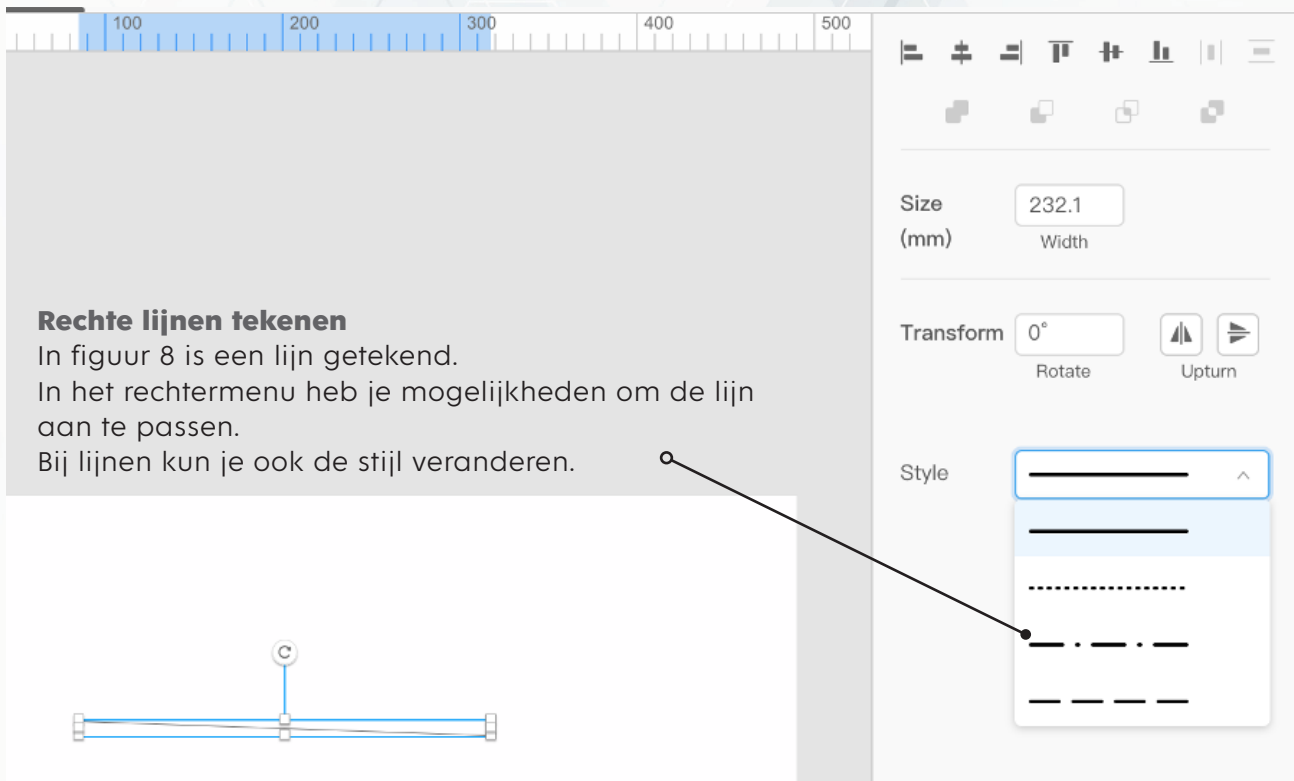 100 200 300 400 500
Size
(mm)
232.1
Width
Rechte lijnen tekenen
In figuur 8 is een lijn getekend.
In het rechtermenu heb je mogelijkheden om de lijn
aan te passen.
Bij lijnen kun je ook de stijl veranderen.
Transform
0°
Rotate
Upturn
Style